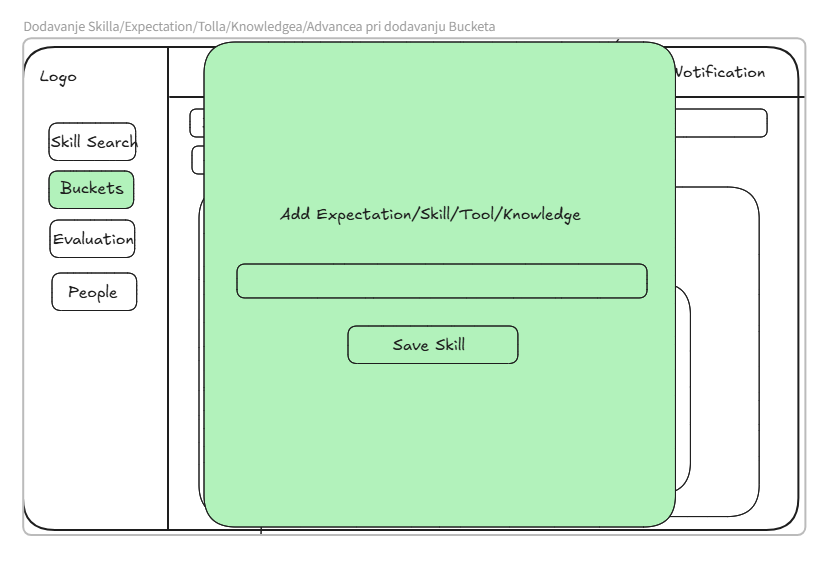 Dodavanje Skilla/Expectation/Tolla/Knowledgea/Advancea pri dodavanju Bucketa
Logo
Notification
Skill Search
Buckets
Evaluation
People
Add Expectation/Skill/Tool/Knowledge
Save Skill